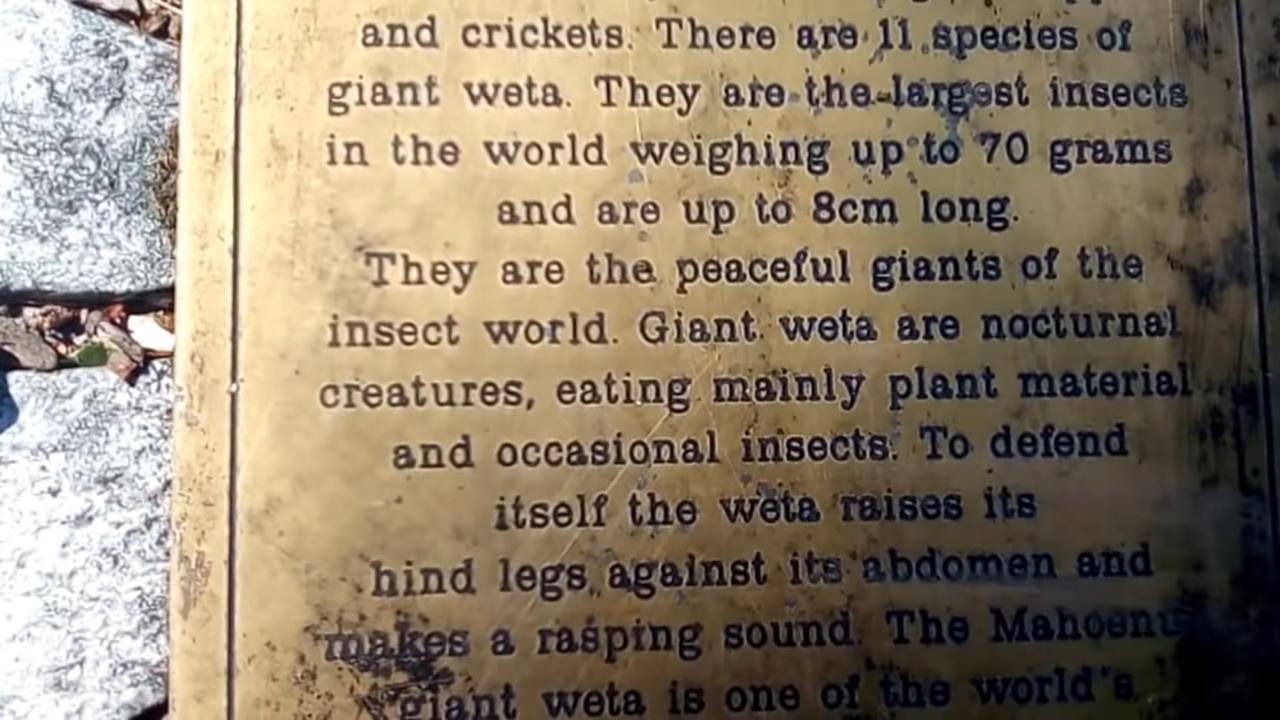 and crickets. There are 11 species of
giant weta. They are the largest insects
in the world weighing up to 70 grams
and are up to 8cm long.
They are the peaceful giants of the
insect world. Giant weta are nocturnal
creatures, eating mainly plant material
and occasional insects. To defend
itself the weta raises its
hind legs, against its abdomen and
makes a rasping sound. The Mahoenui
giant weta is one of the world's